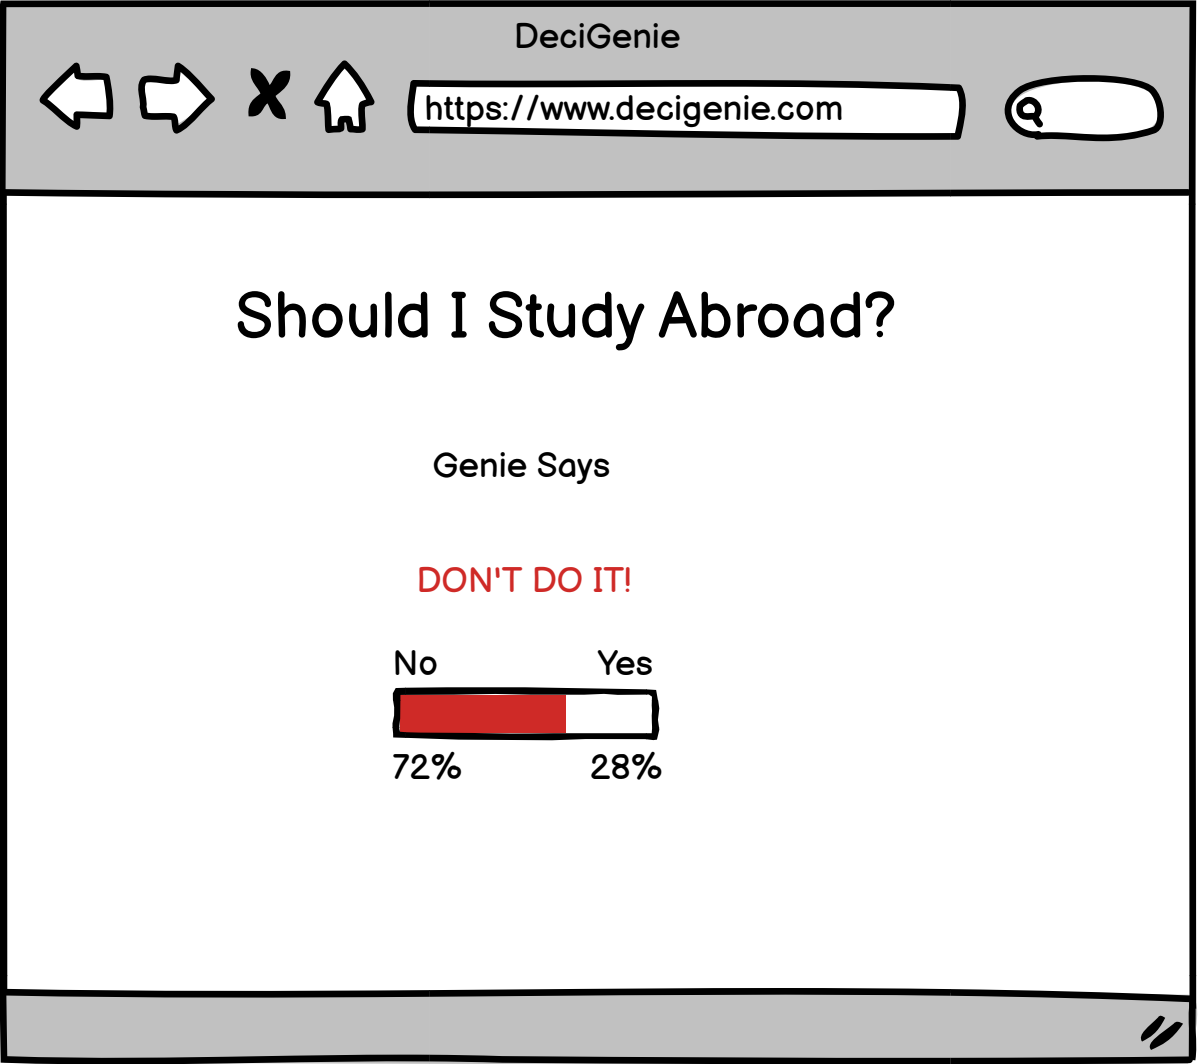 DeciGenie
https://www.decigenie.com
Should I Study Abroad?
Genie Says
DON'T DO IT!
No Yes
72% 28%